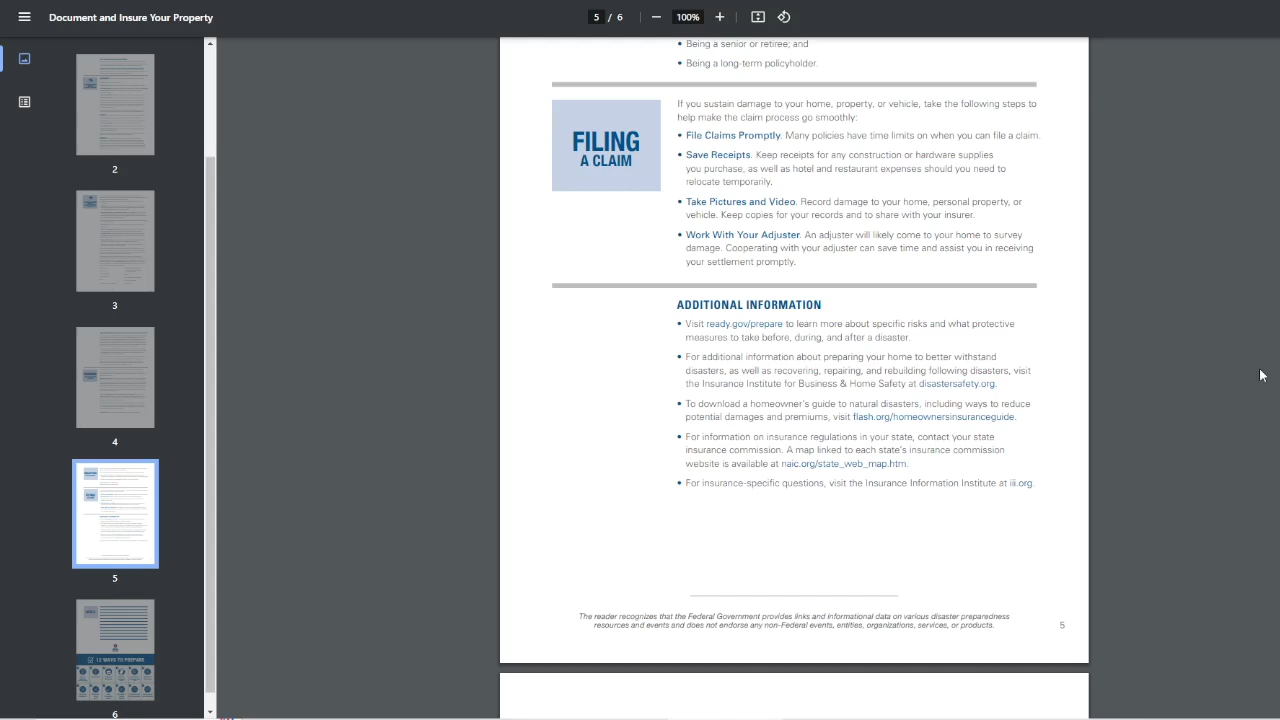 Document and Insure Your Property
5 / 6
100%
2
3
4
5
6
12 WAYS TO PREPARE
• Being a senior or retiree; and
• Being a long-term policyholder.
FILING
A CLAIM
If you sustain damage to your home, property, or vehicle, take the following steps to
help make the claim process go smoothly:
• File Claims Promptly. Many policies have time limits on when you can file a claim.
• Save Receipts. Keep receipts for any construction or hardware supplies
you purchase, as well as hotel and restaurant expenses should you need to
relocate temporarily.
• Take Pictures and Video. Record damage to your home, personal property, or
vehicle. Keep copies for your records and to share with your insurer.
• Work With Your Adjuster. An adjuster will likely come to your home to survey
damage. Cooperating with your adjuster can save time and assist you in receiving
your settlement promptly.
ADDITIONAL INFORMATION
• Visit ready.gov/prepare to learn more about specific risks and what protective
measures to take before, during, and after a disaster.
• For additional information about preparing your home to better withstand
disasters, as well as recovering, repairing, and rebuilding following disasters, visit
the Insurance Institute for Business & Home Safety at disastersafety.org.
• To download a homeowner's guide to natural disasters, including ways to reduce
potential damages and premiums, visit flash.org/homeownersinsuranceguide.
• For information on insurance regulations in your state, contact your state
insurance commission. A map linked to each state's insurance commission
website is available at naic.org/state_web_map.htm.
• For insurance-specific questions, visit the Insurance Information Institute at iii.org.
The reader recognizes that the Federal Government provides links and informational data on various disaster preparedness
resources and events and does not endorse any non-Federal events, entities, organizations, services, or products.
5